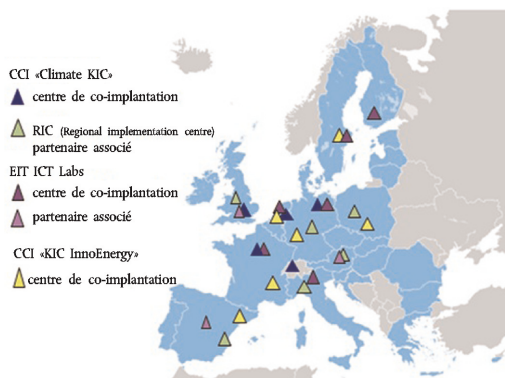 CCI «Climate KIC»
centre de co-implantation
RIC (Regional implementation centre)
partenaire associé
EIT ICT Labs
centre de co-implantation
partenaire associé
CCI «KIC InnoEnergy»
centre de co-implantation